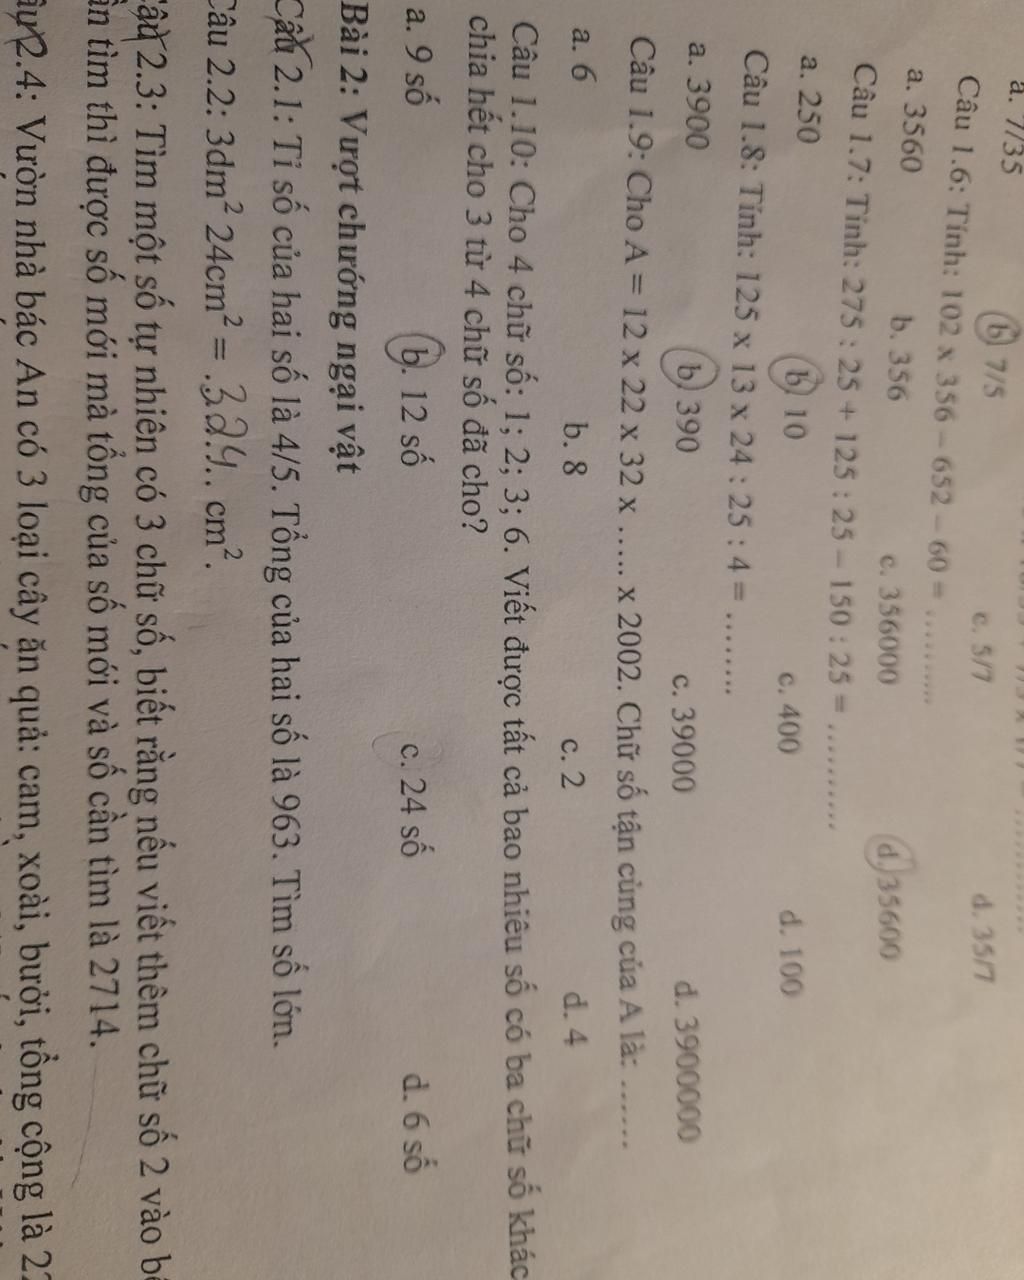 a. 7/35 b. 7/5 c. 5/7 d. 35/7
Câu 1.6: Tính: 102 x 356 – 652 – 60 = ...........
a. 3560 b. 356 c. 356000 d. 35600
Câu 1.7: Tính: 275 : 25 + 125 : 25 – 150 : 25 = ...........
a. 250 b. 10 c. 400 d. 100
Câu 1.8: Tính: 125 x 13 x 24 : 25 : 4 = .........
a. 3900 b. 390 c. 39000 d. 3900000
Câu 1.9: Cho A = 12 x 22 x 32 x ..... x 2002. Chữ số tận cùng của A là: .......
a. 6 b. 8 c. 2 d. 4
Câu 1.10: Cho 4 chữ số: 1; 2; 3; 6. Viết được tất cả bao nhiêu số có ba chữ số khác
chia hết cho 3 từ 4 chữ số đã cho?
a. 9 số b. 12 số c. 24 số d. 6 số
Bài 2: Vượt chướng ngại vật
Câu 2.1: Tỉ số của hai số là 4/5. Tổng của hai số là 963. Tìm số lớn.
Câu 2.2: 3dm² 24cm² = .324.. cm².
Câu 2.3: Tìm một số tự nhiên có 3 chữ số, biết rằng nếu viết thêm chữ số 2 vào
tìm thì được số mới mà tổng của số mới và số cần tìm là 2714.
2.4: Vườn nhà bác An có 3 loại cây ăn quả: cam, xoài, bưởi, tổng cộng là